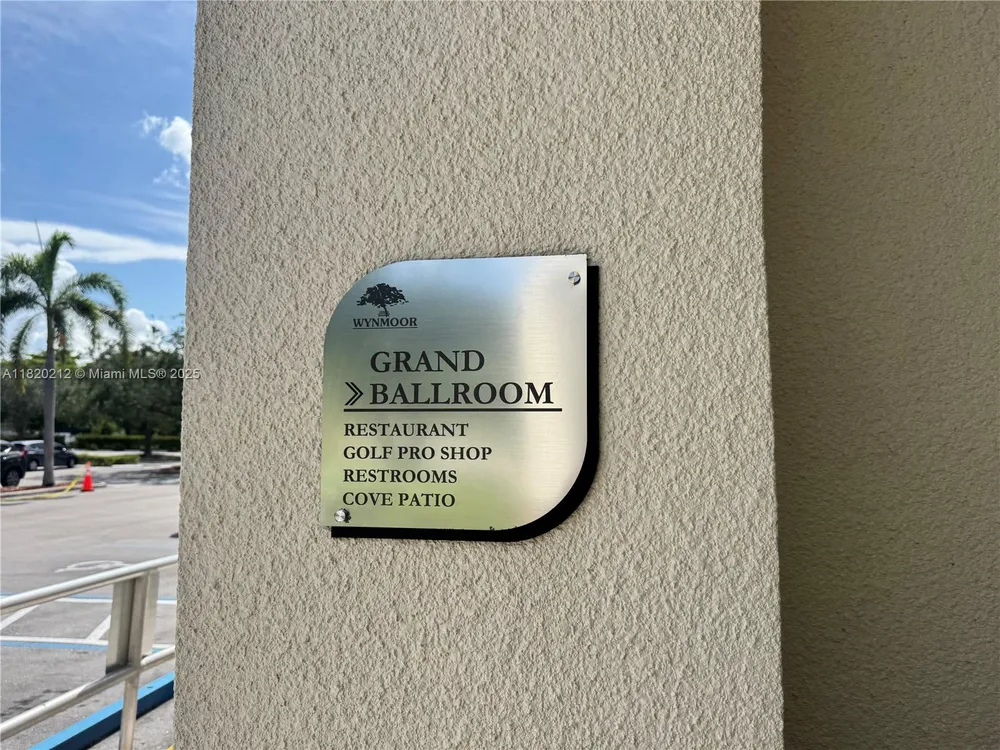 WYNMOOR
GRAND
BALLROOM
RESTAURANT
GOLF PRO SHOP
RESTROOMS
COVE PATIO
A11820212 © Miami MLS® 2025